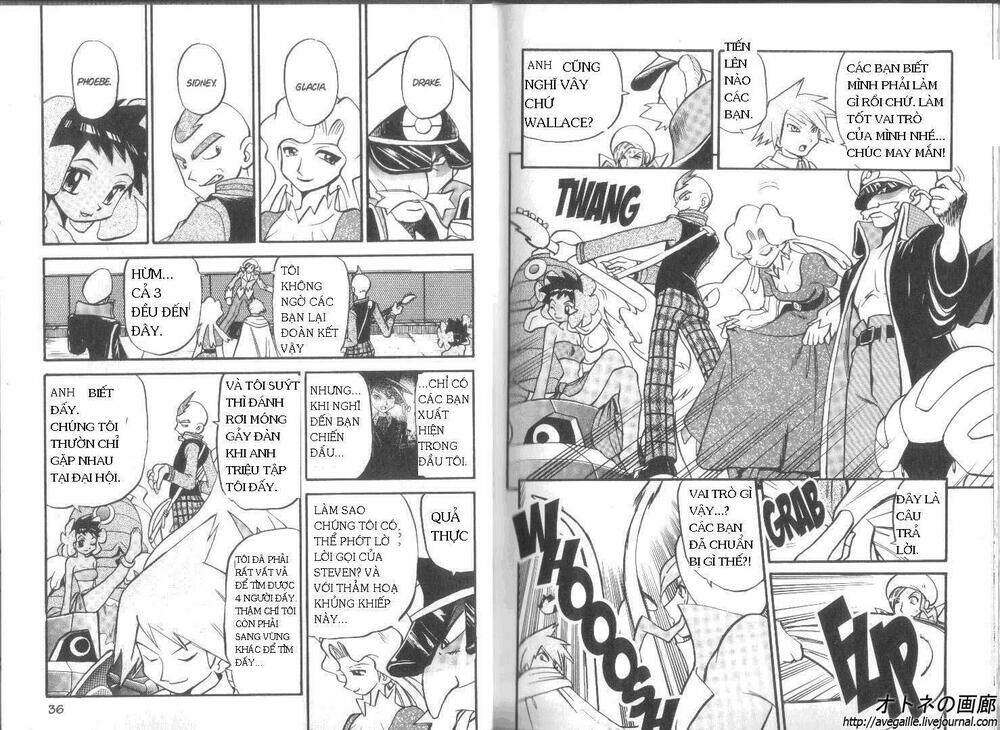 CÁC BẠN BIẾT
MÌNH PHẢI LÀM
GÌ RỒI CHỨ. LÀM
TỐT VAI TRÒ
CỦA MÌNH NHÉ...
CHÚC MAY MẮN!
TIẾN
LÊN
NÀO
CÁC
BẠN.
ANH CŨNG
NGHĨ VẬY
CHỨ
WALLACE?
TWANG
ĐÂY LÀ
CÂU
TRẢ
LỜI.
GRAB
VAI TRÒ GÌ
VẬY...?
CÁC BẠN
ĐÃ CHUẨN
BỊ GÌ THẾ?!
FLIP
WHOOOOSH
DRAKE.
GLACIA.
SIDNEY.
PHOEBE.
TÔI
KHÔNG
NGỜ CÁC
BẠN LẠI
ĐOÀN KẾT
VẬY
HỪM...
CẢ 3
ĐỀU ĐẾN
ĐÂY.
...CHỈ CÓ
CÁC BẠN
XUẤT
HIỆN
TRONG
ĐẦU TÔI.
NHƯNG...
KHI NGHĨ
ĐẾN BẠN
CHIẾN
ĐẤU...
VÀ TÔI SUÝT
THÌ ĐÁNH
RƠI MÓNG
GẢY ĐÀN
KHI ANH
TRIỆU TẬP
TÔI ĐẤY.
ANH BIẾT
ĐẤY.
CHÚNG TÔI
THƯỜN CHỈ
GẶP NHAU
TẠI ĐẠI HỘI.
QUẢ
THỰC
LÀM SAO
CHÚNG TÔI CÓ
THỂ PHỚT LỜ
LỜI GỌI CỦA
STEVEN? VÀ
VỚI THẢM HOẠ
KHỦNG KHIẾP
NÀY...
TÔI ĐÀ PHẢI
RẤT VẤT VẢ VÀ
ĐỂ TÌM ĐƯỢC
4 NGƯỜI ĐẤY.
THẬM CHÍ TÔI
CÒN PHẢI
SANG VÙNG
KHÁC ĐỂ TÌM
ĐẤY...
36
オトネの画廊
http://avegaille.livejournal.com/